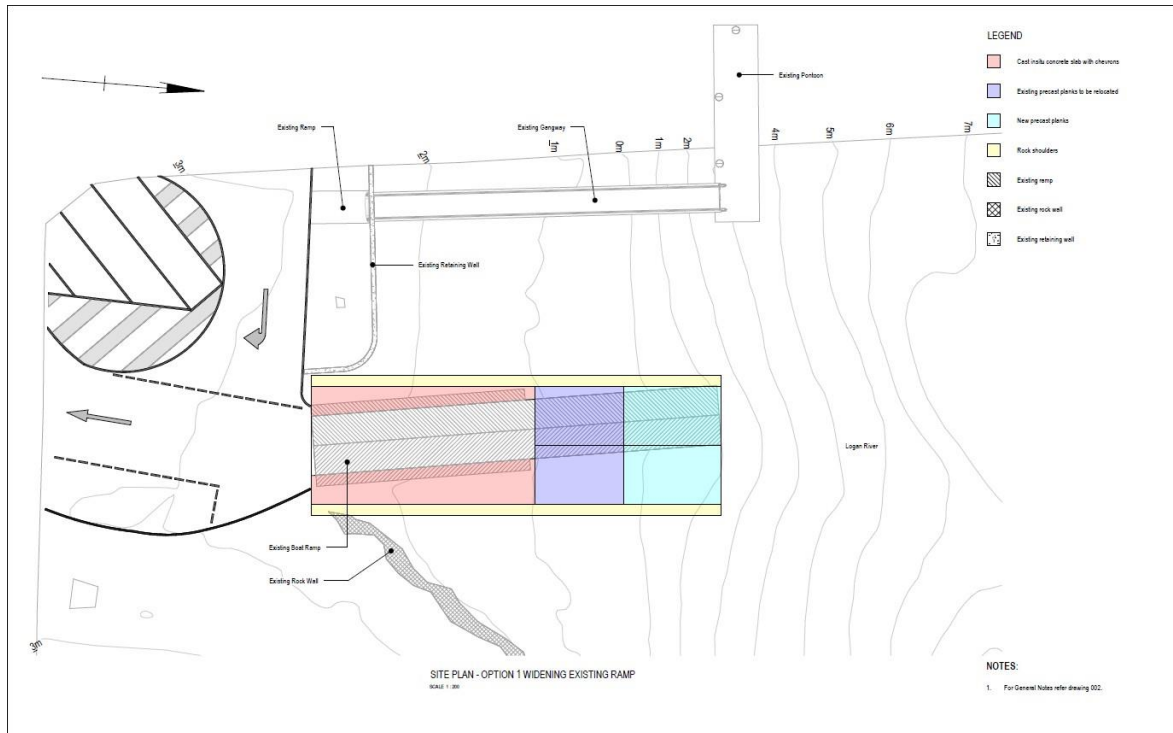 LEGEND
Cast insitu concrete slab with chevrons
Existing precast planks to be relocated
New precast planks
Rock shoulders
Existing ramp
Existing rock wall
Existing retaining wall
Existing Pontoon
Existing Ramp
Existing Gangway
3m
2m
1m
0m
1m
2m
4m
5m
6m
7m
Existing Retaining Wall
Logan River
Existing Boat Ramp
Existing Rock Wall
3m
SITE PLAN - OPTION 1 WIDENING EXISTING RAMP
SCALE 1 : 200
NOTES:
1. For General Notes refer drawing 002.